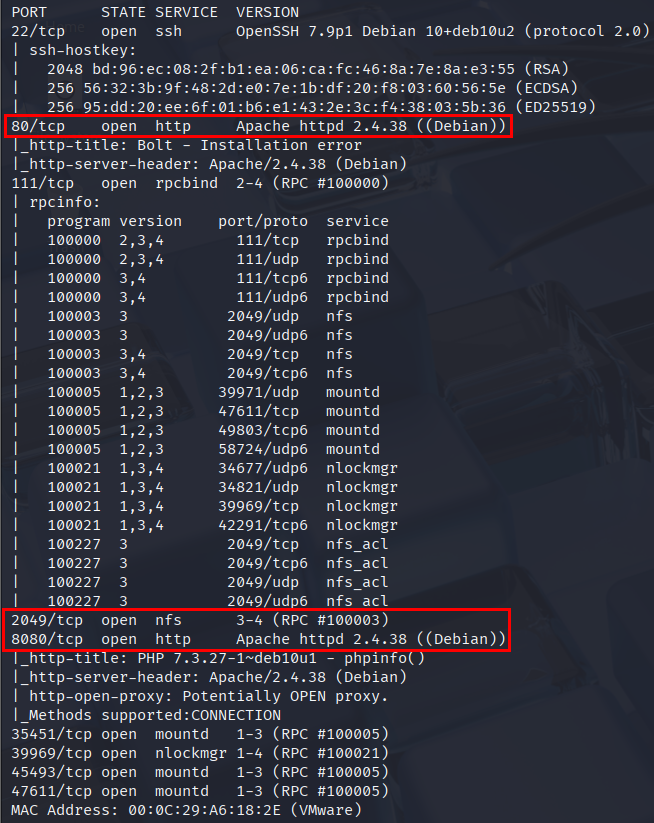 PORT STATE SERVICE VERSION
22/tcp open ssh OpenSSH 7.9p1 Debian 10+deb10u2 (protocol 2.0)
| ssh-hostkey:
| 2048 bd:96:ec:08:2f:b1:ea:06:ca:fc:46:8a:7e:8a:e3:55 (RSA)
| 256 56:32:3b:9f:48:2d:e0:7e:1b:df:20:f8:03:60:56:5e (ECDSA)
| 256 95:dd:20:ee:6f:01:b6:e1:43:2e:3c:f4:38:03:5b:36 (ED25519)
80/tcp open http Apache httpd 2.4.38 ((Debian))
|_http-title: Bolt - Installation error
|_http-server-header: Apache/2.4.38 (Debian)
111/tcp open rpcbind 2-4 (RPC #100000)
| rpcinfo:
| program version port/proto service
| 100000 2,3,4 111/tcp rpcbind
| 100000 2,3,4 111/udp rpcbind
| 100000 3,4 111/tcp6 rpcbind
| 100000 3,4 111/udp6 rpcbind
| 100003 3 2049/udp nfs
| 100003 3 2049/udp6 nfs
| 100003 3,4 2049/tcp nfs
| 100003 3,4 2049/tcp6 nfs
| 100005 1,2,3 39971/udp mountd
| 100005 1,2,3 47611/tcp mountd
| 100005 1,2,3 49803/tcp6 mountd
| 100005 1,2,3 58724/udp6 mountd
| 100021 1,3,4 34677/udp6 nlockmgr
| 100021 1,3,4 34821/udp nlockmgr
| 100021 1,3,4 39969/tcp nlockmgr
| 100021 1,3,4 42291/tcp6 nlockmgr
| 100227 3 2049/tcp nfs_acl
| 100227 3 2049/tcp6 nfs_acl
| 100227 3 2049/udp nfs_acl
| 100227 3 2049/udp6 nfs_acl
2049/tcp open nfs 3-4 (RPC #100003)
8080/tcp open http Apache httpd 2.4.38 ((Debian))
|_http-title: PHP 7.3.27-1~deb10u1 - phpinfo()
|_http-server-header: Apache/2.4.38 (Debian)
| http-open-proxy: Potentially OPEN proxy.
|_Methods supported:CONNECTION
35451/tcp open mountd 1-3 (RPC #100005)
39969/tcp open nlockmgr 1-4 (RPC #100021)
45493/tcp open mountd 1-3 (RPC #100005)
47611/tcp open mountd 1-3 (RPC #100005)
MAC Address: 00:0C:29:A6:18:2E (VMware)